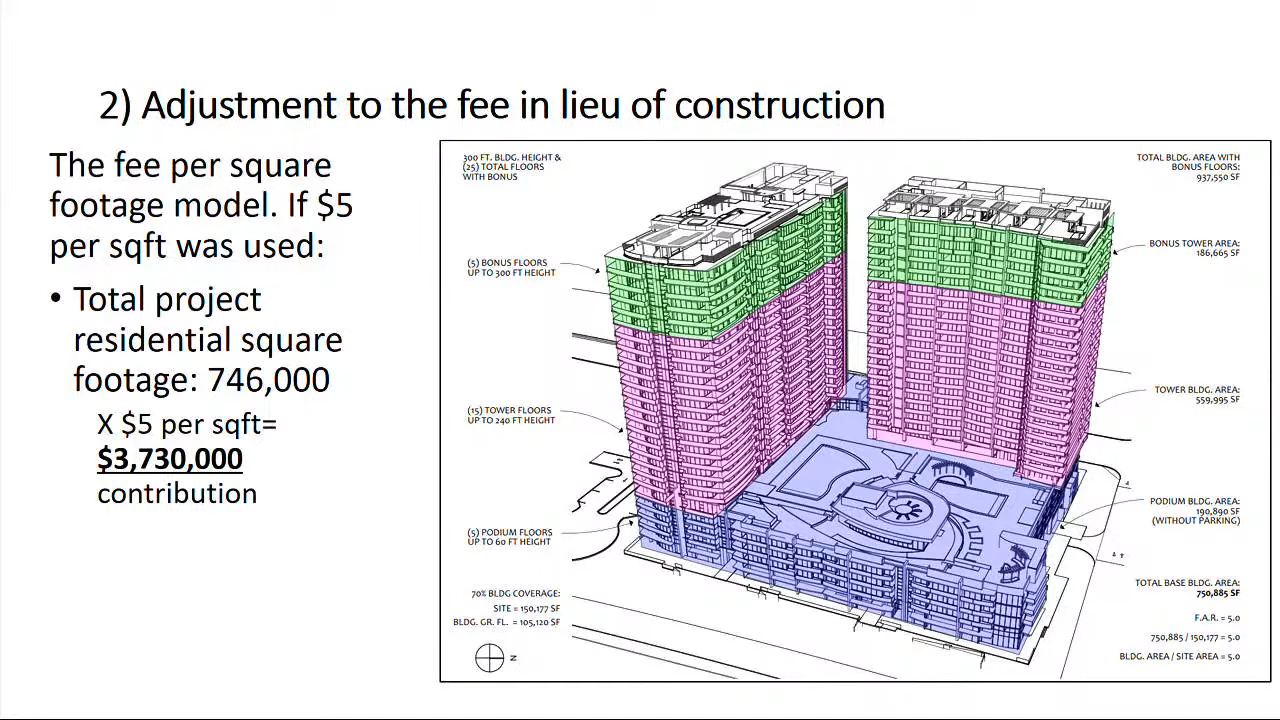 2) Adjustment to the fee in lieu of construction
The fee per square
footage model. If $5
per sqft was used:
• Total project
residential square
footage: 746,000
X $5 per sqft=
$3,730,000
contribution
300 FT. BLDG. HEIGHT &
(25) TOTAL FLOORS
WITH BONUS
(5) BONUS FLOORS
UP TO 300 FT HEIGHT
(15) TOWER FLOORS
UP TO 240 FT HEIGHT
(5) PODIUM FLOORS
UP TO 60 FT HEIGHT
70% BLDG COVERAGE:
SITE = 150,177 SF
BLDG. GR. FL. = 105,120 SF
N
TOTAL BLDG. AREA WITH
BONUS FLOORS:
937,550 SF
BONUS TOWER AREA:
186,665 SF
TOWER BLDG. AREA:
559,995 SF
PODIUM BLDG. AREA:
190,890 SF
(WITHOUT PARKING)
TOTAL BASE BLDG. AREA:
750,885 SF
F.A.R. = 5.0
750,885 / 150,177 = 5.0
BLDG. AREA / SITE AREA = 5.0